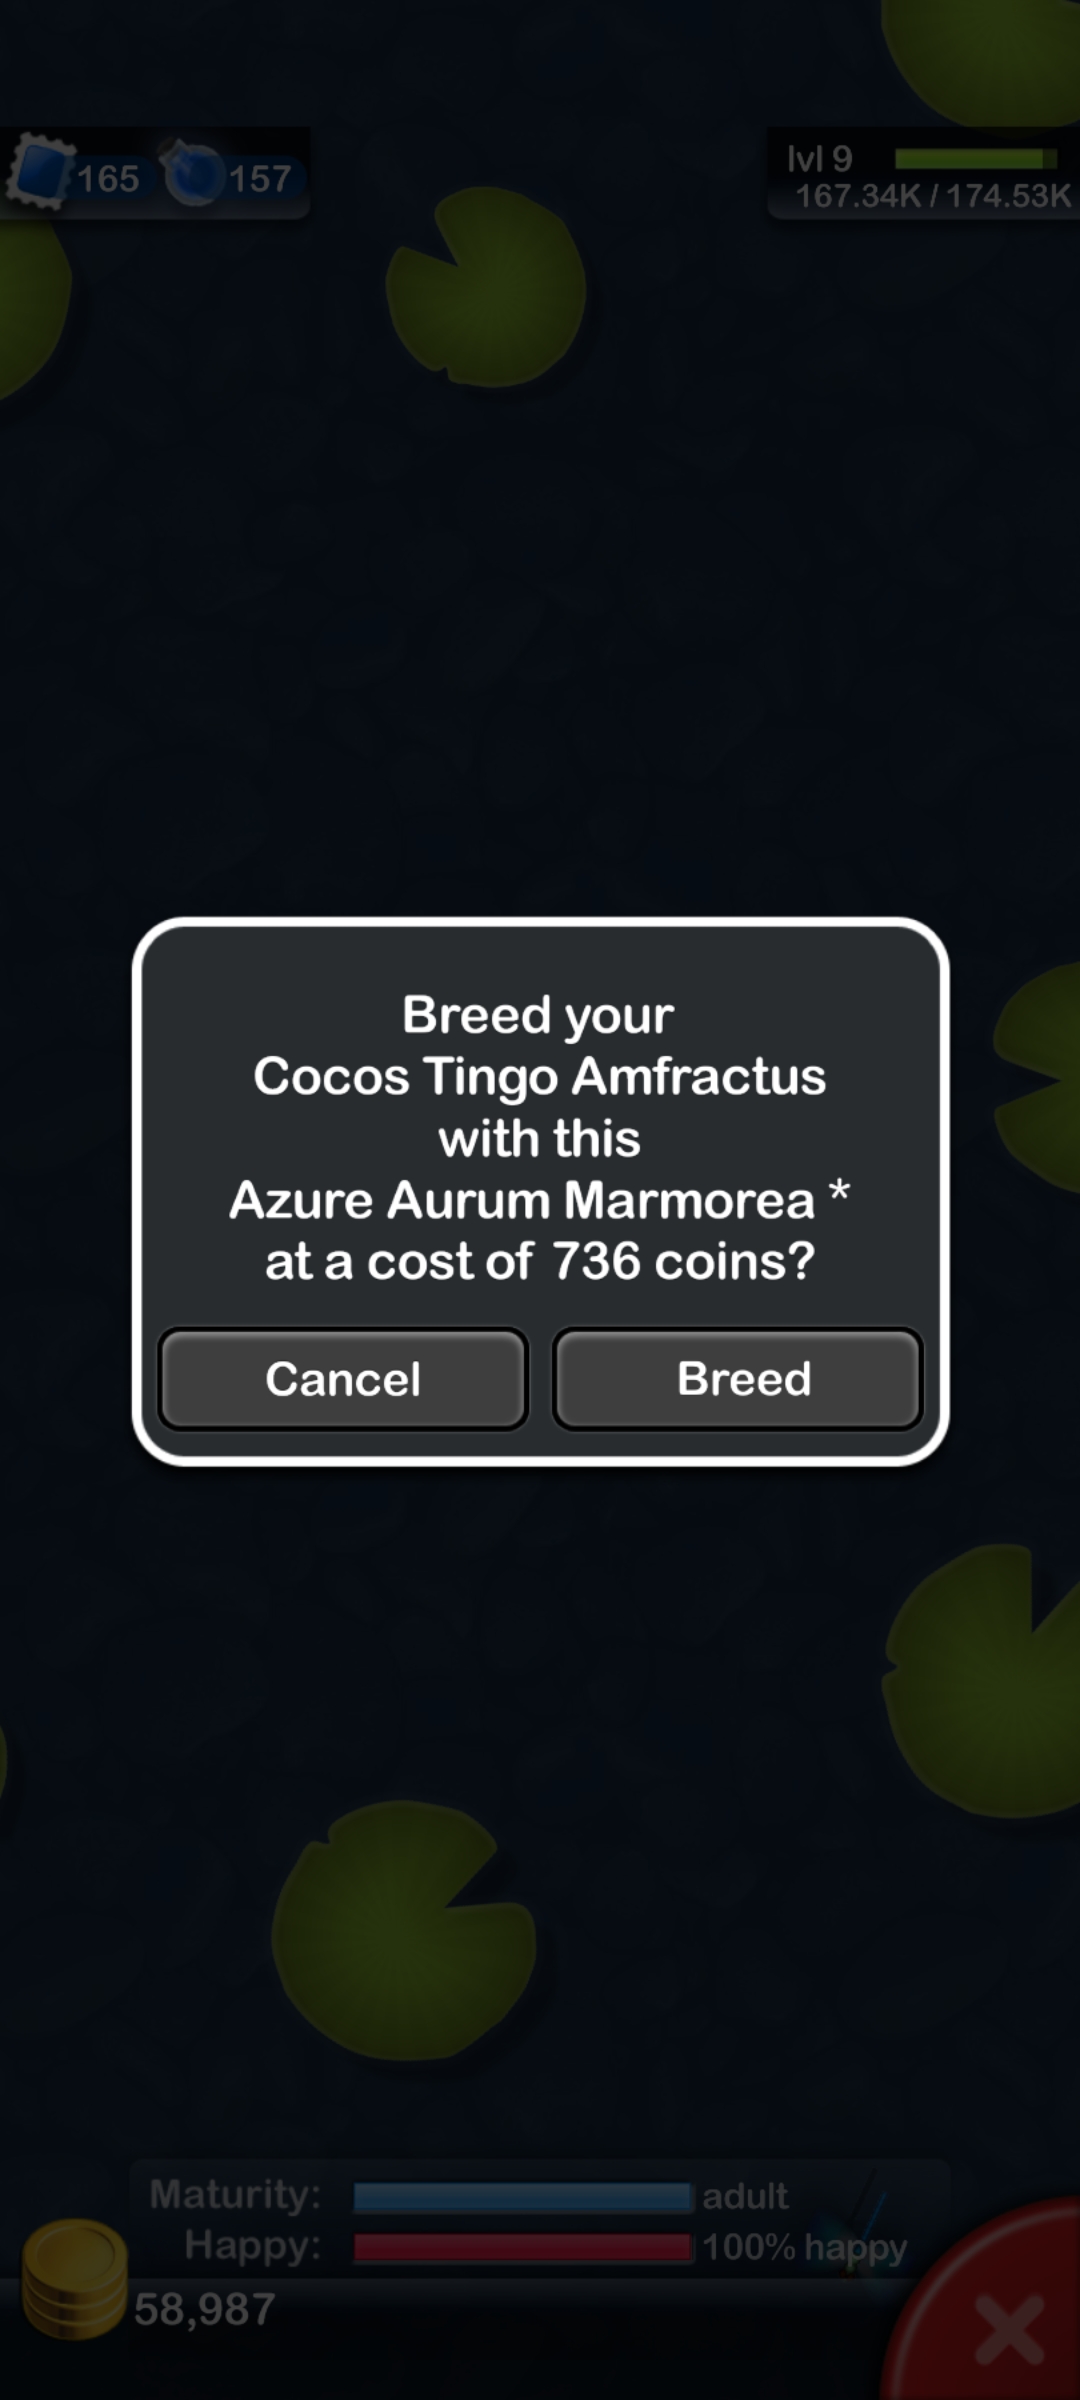 165 157
lvl 9
167.34K / 174.53K
Breed your
Cocos Tingo Amfractus
with this
Azure Aurum Marmorea *
at a cost of 736 coins?
Cancel Breed
Maturity: adult
Happy: 100% happy
58,987